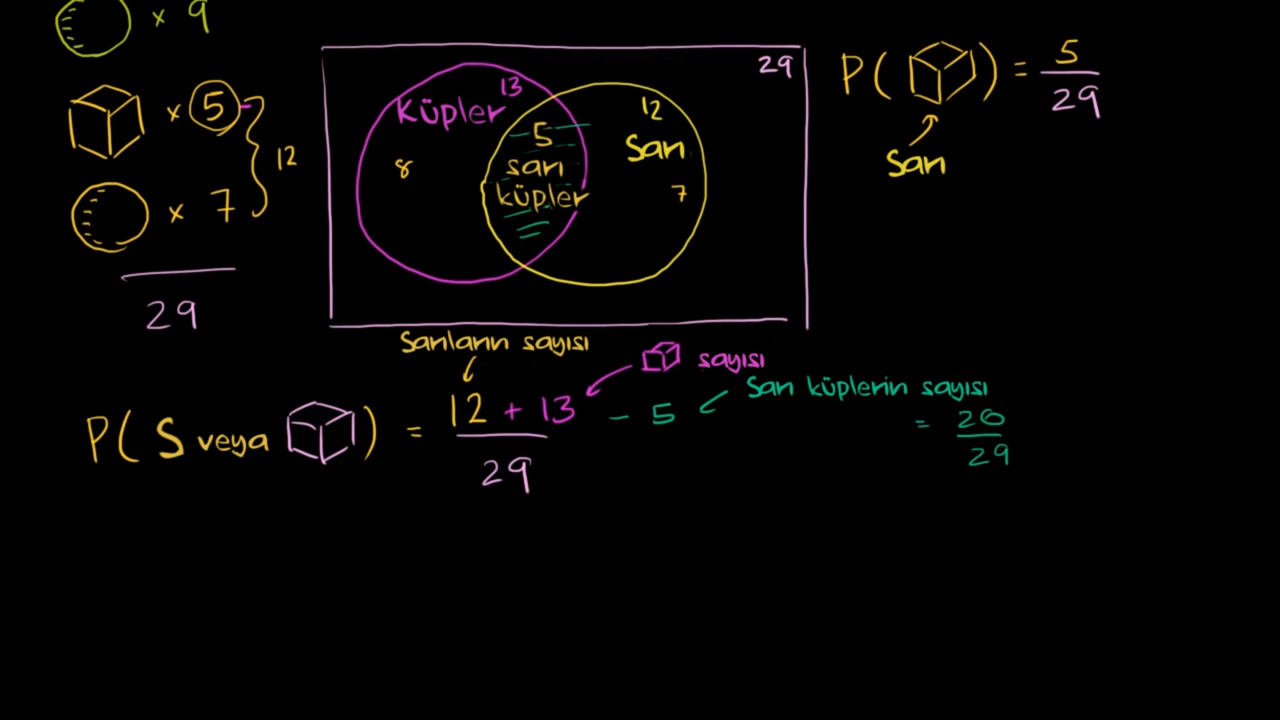 × 9
× 5
× 7
12
29
29
Küpler 13
12
Sarı
8
5
sarı
küpler
7
P( ) = 5/29
Sarı
Sarıların sayısı
sayısı
Sarı küplerin sayısı
P( S veya ) = 12 + 13 - 5 / 29 = 20/29